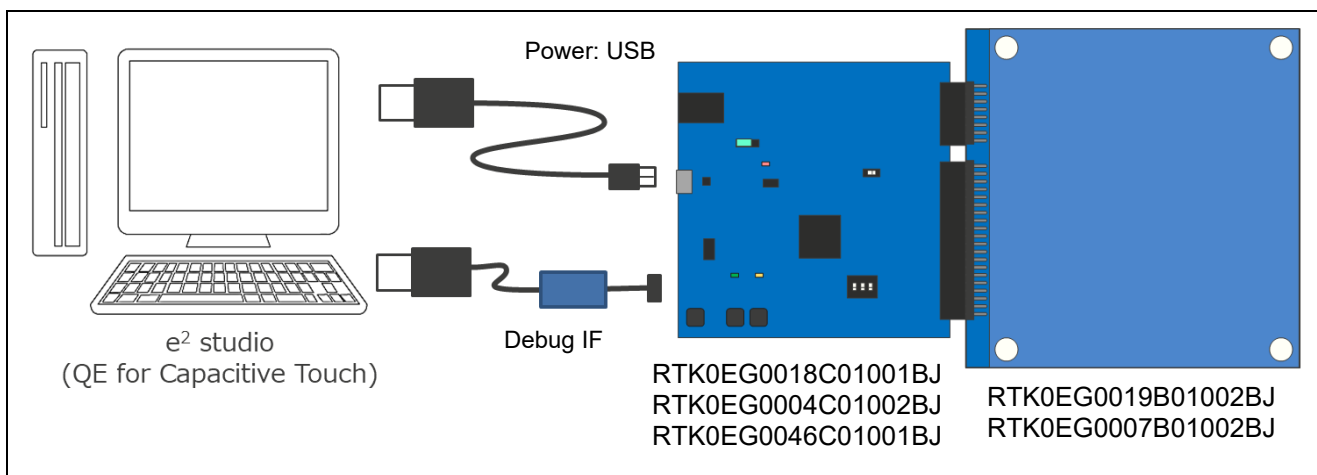 Power: USB
Debug IF
e² studio
(QE for Capacitive Touch)
RTK0EG0018C01001BJ
RTK0EG0004C01002BJ
RTK0EG0046C01001BJ
RTK0EG0019B01002BJ
RTK0EG0007B01002BJ